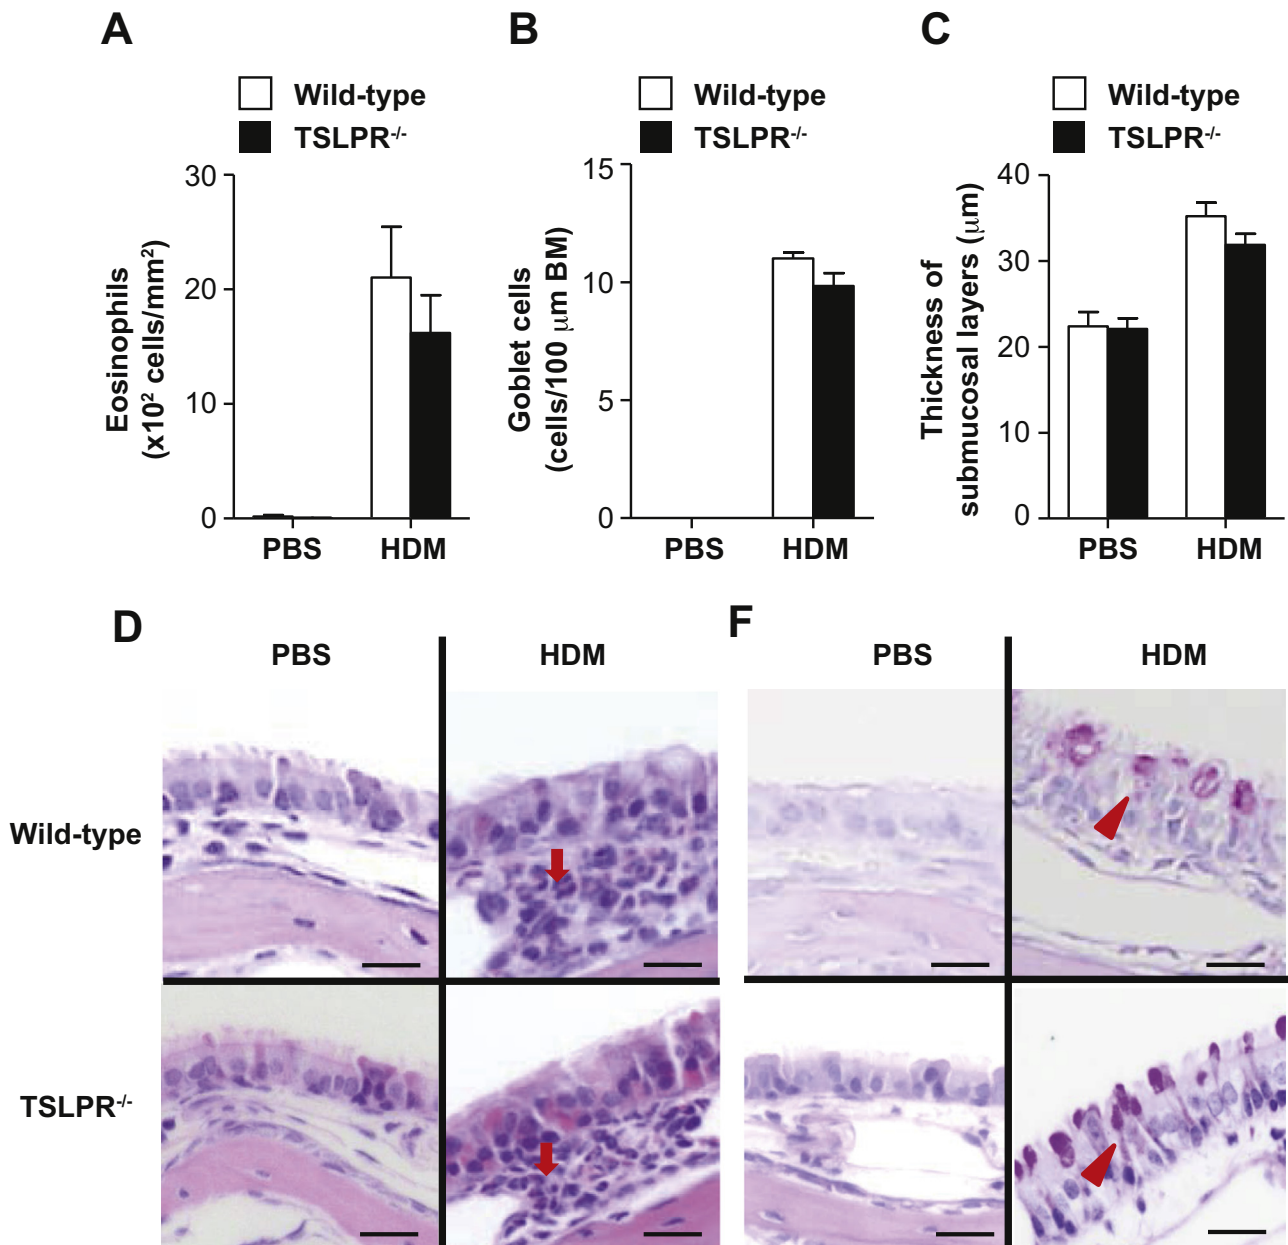 A
Wild-type
TSLPR-/-
Eosinophils
(x10² cells/mm²)
30
20
10
0
PBS HDM
B
Wild-type
TSLPR-/-
Goblet cells
(cells/100 μm BM)
15
10
5
0
PBS HDM
C
Wild-type
TSLPR-/-
Thickness of
submucosal layers (μm)
40
30
20
10
0
PBS HDM
D
PBS HDM
F
PBS HDM
Wild-type
TSLPR-/-